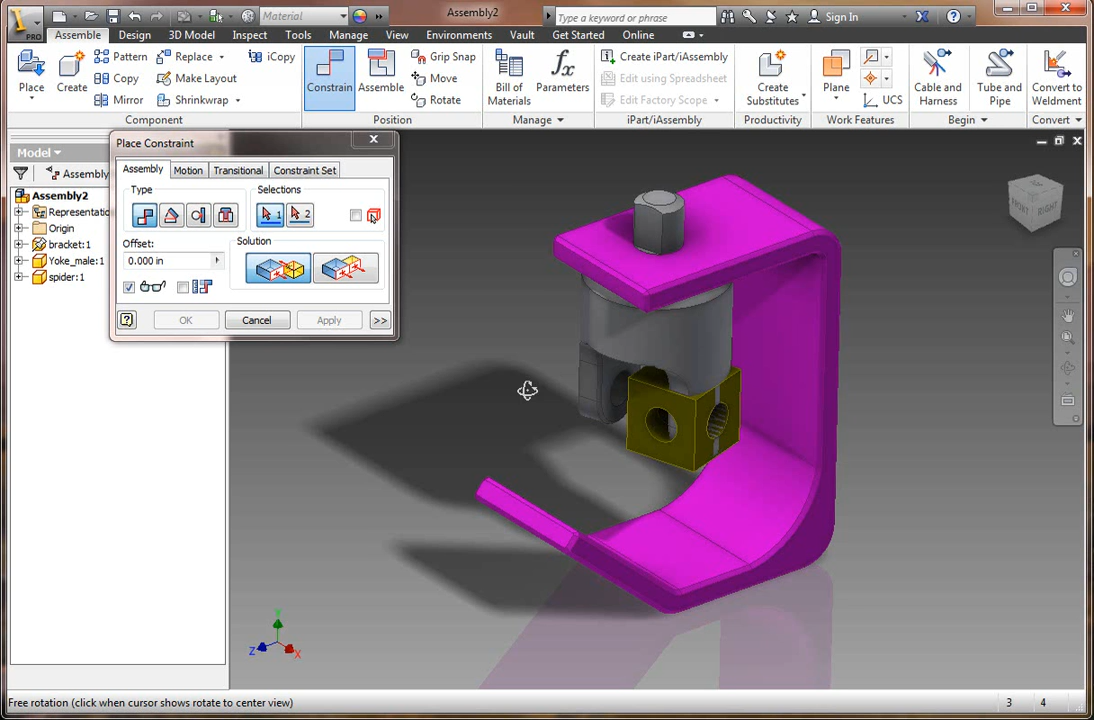 PRO
Material
Assembly2
Type a keyword or phrase
Sign In
Assemble Design 3D Model Inspect Tools Manage View Environments Vault Get Started Online
Place
Create
Pattern
Copy
Mirror
Replace
Make Layout
Shrinkwrap
iCopy
Constrain
Assemble
Grip Snap
Move
Rotate
Bill of Materials
Parameters
Create iPart/iAssembly
Edit using Spreadsheet
Edit Factory Scope
Create Substitutes
Plane
UCS
Cable and Harness
Tube and Pipe
Convert to Weldment
Component Position Manage iPart/iAssembly Productivity Work Features Begin Convert
Model
Assembly
Assembly2
Representatio
Origin
bracket:1
Yoke_male:1
spider:1
Place Constraint
Assembly Motion Transitional Constraint Set
Type Selections
1 2
Offset: Solution
0.000 in
OK Cancel Apply >>
FRONT RIGHT
Y
Z X
Free rotation (click when cursor shows rotate to center view) 3 4